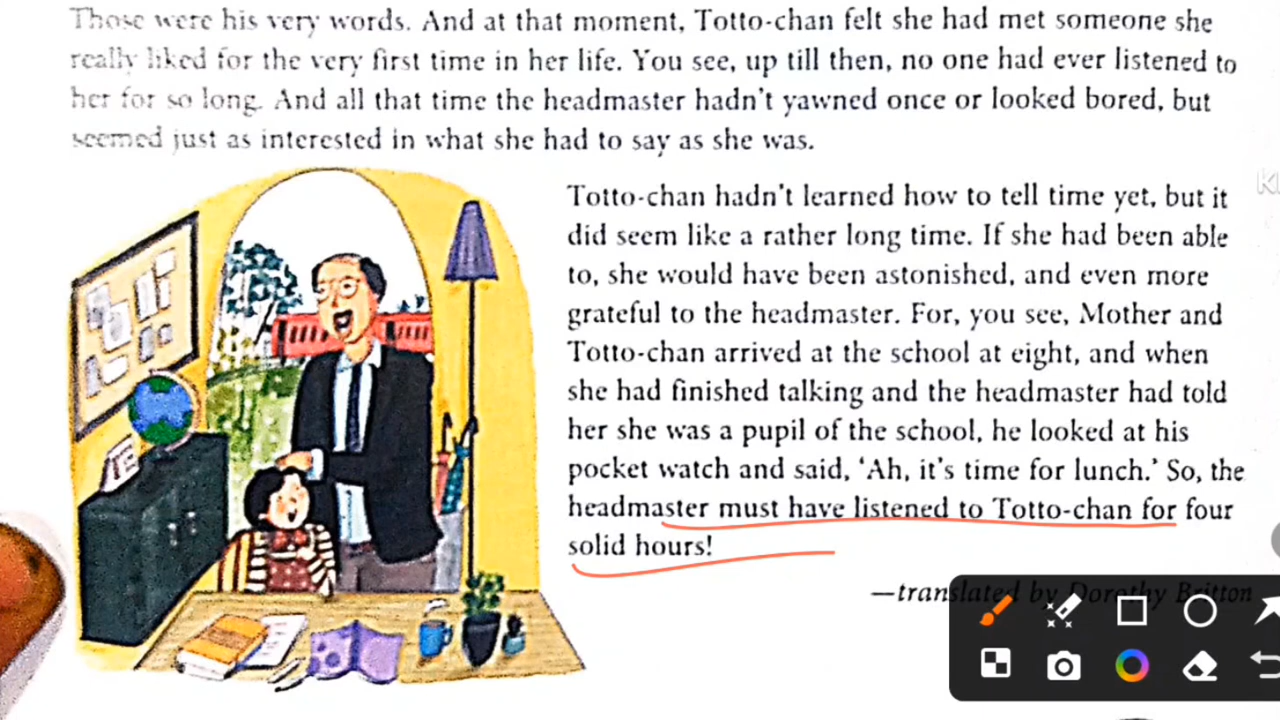 Those were his very words. And at that moment, Totto-chan felt she had met someone she
really liked for the very first time in her life. You see, up till then, no one had ever listened to
her for so long. And all that time the headmaster hadn't yawned once or looked bored, but
seemed just as interested in what she had to say as she was.
Totto-chan hadn't learned how to tell time yet, but it
did seem like a rather long time. If she had been able
to, she would have been astonished, and even more
grateful to the headmaster. For, you see, Mother and
Totto-chan arrived at the school at eight, and when
she had finished talking and the headmaster had told
her she was a pupil of the school, he looked at his
pocket watch and said, ‘Ah, it's time for lunch.’ So, the
headmaster must have listened to Totto-chan for four
solid hours!
—translated by Dorothy Britton